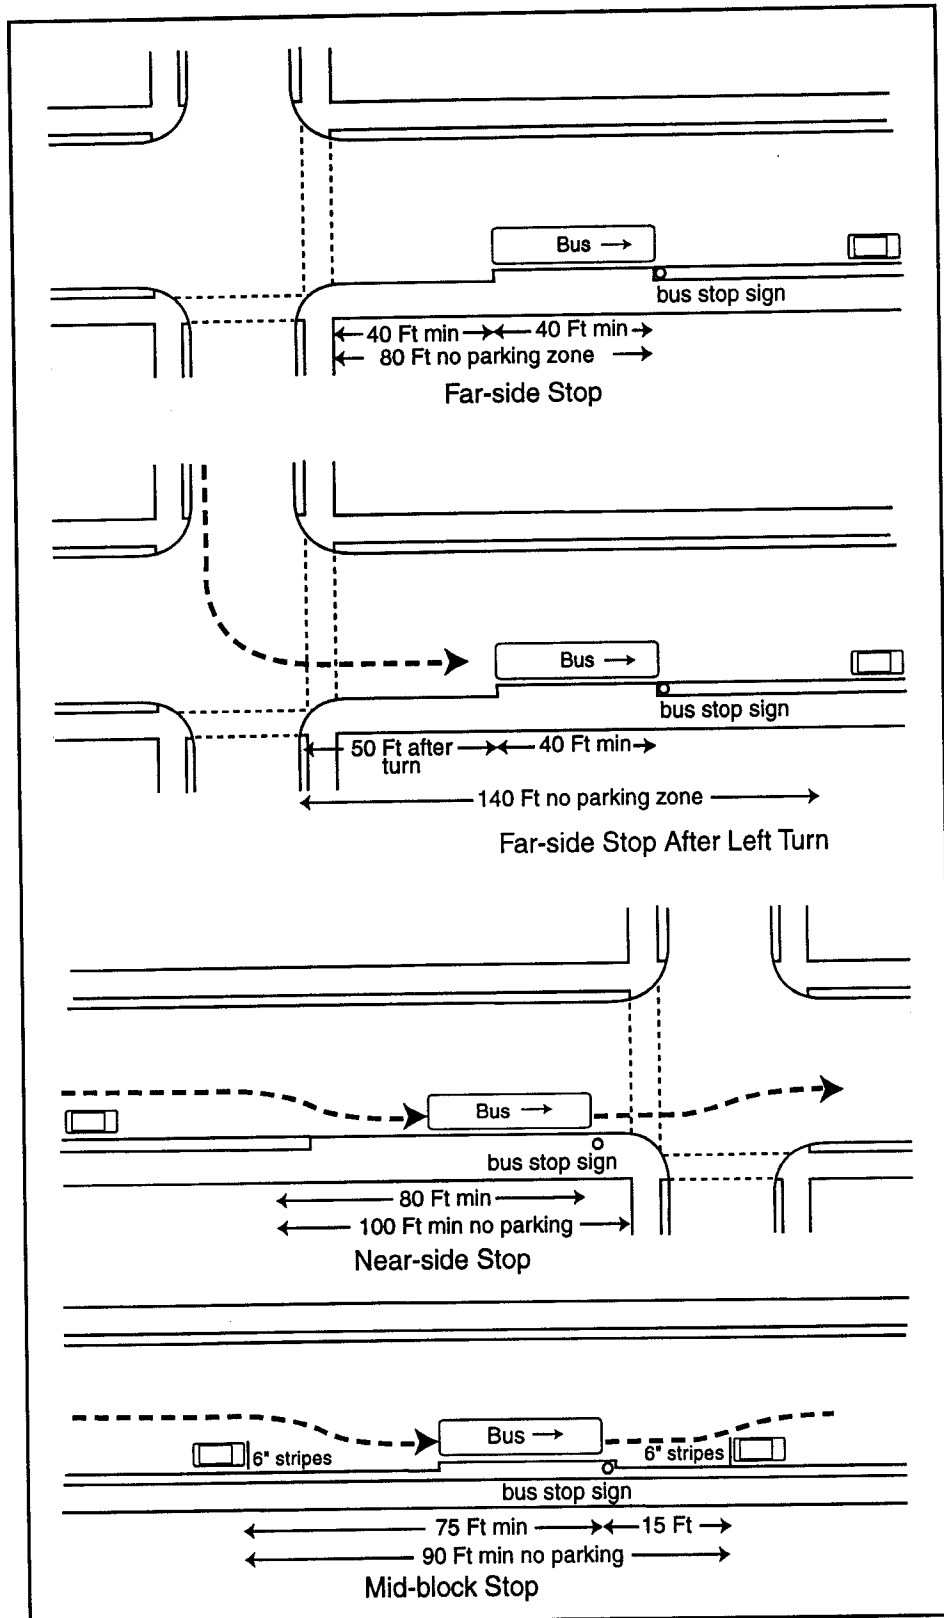 Bus
bus stop sign
40 Ft min 40 Ft min
80 Ft no parking zone
Far-side Stop
Bus
bus stop sign
50 Ft after 40 Ft min
turn
140 Ft no parking zone
Far-side Stop After Left Turn
Bus
bus stop sign
80 Ft min
100 Ft min no parking
Near-side Stop
Bus
6" stripes 6" stripes
bus stop sign
75 Ft min 15 Ft
90 Ft min no parking
Mid-block Stop